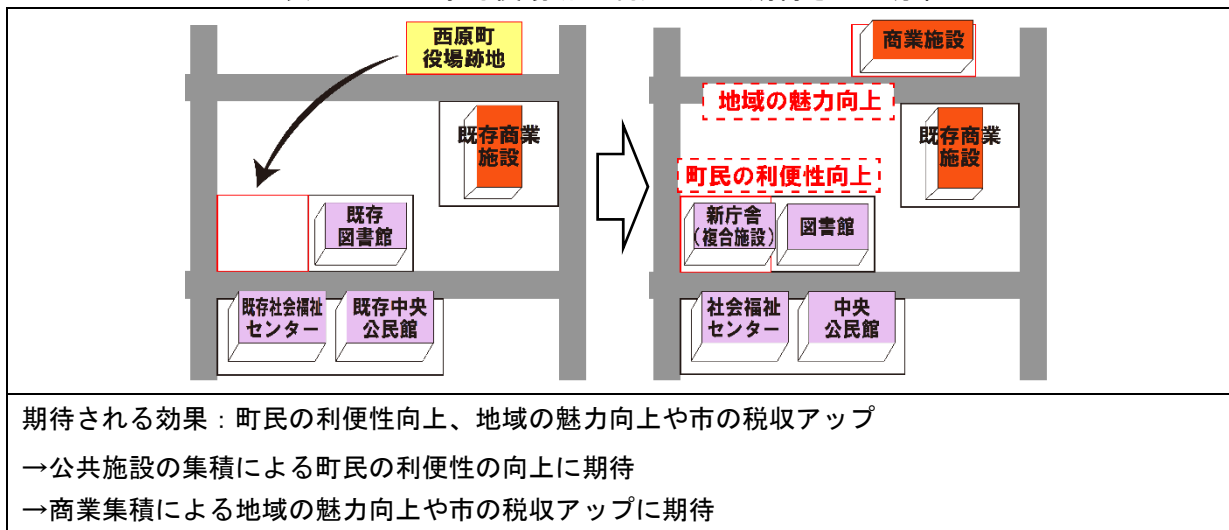 西原町
役場跡地
既存商業
施設
既存
図書館
既存社会福祉
センター
既存中央
公民館
商業施設
地域の魅力向上
既存商業
施設
町民の利便性向上
新庁舎
(複合施設)
図書館
社会福祉
センター
中央
公民館
期待される効果：町民の利便性向上、地域の魅力向上や市の税収アップ
→公共施設の集積による町民の利便性の向上に期待
→商業集積による地域の魅力向上や市の税収アップに期待